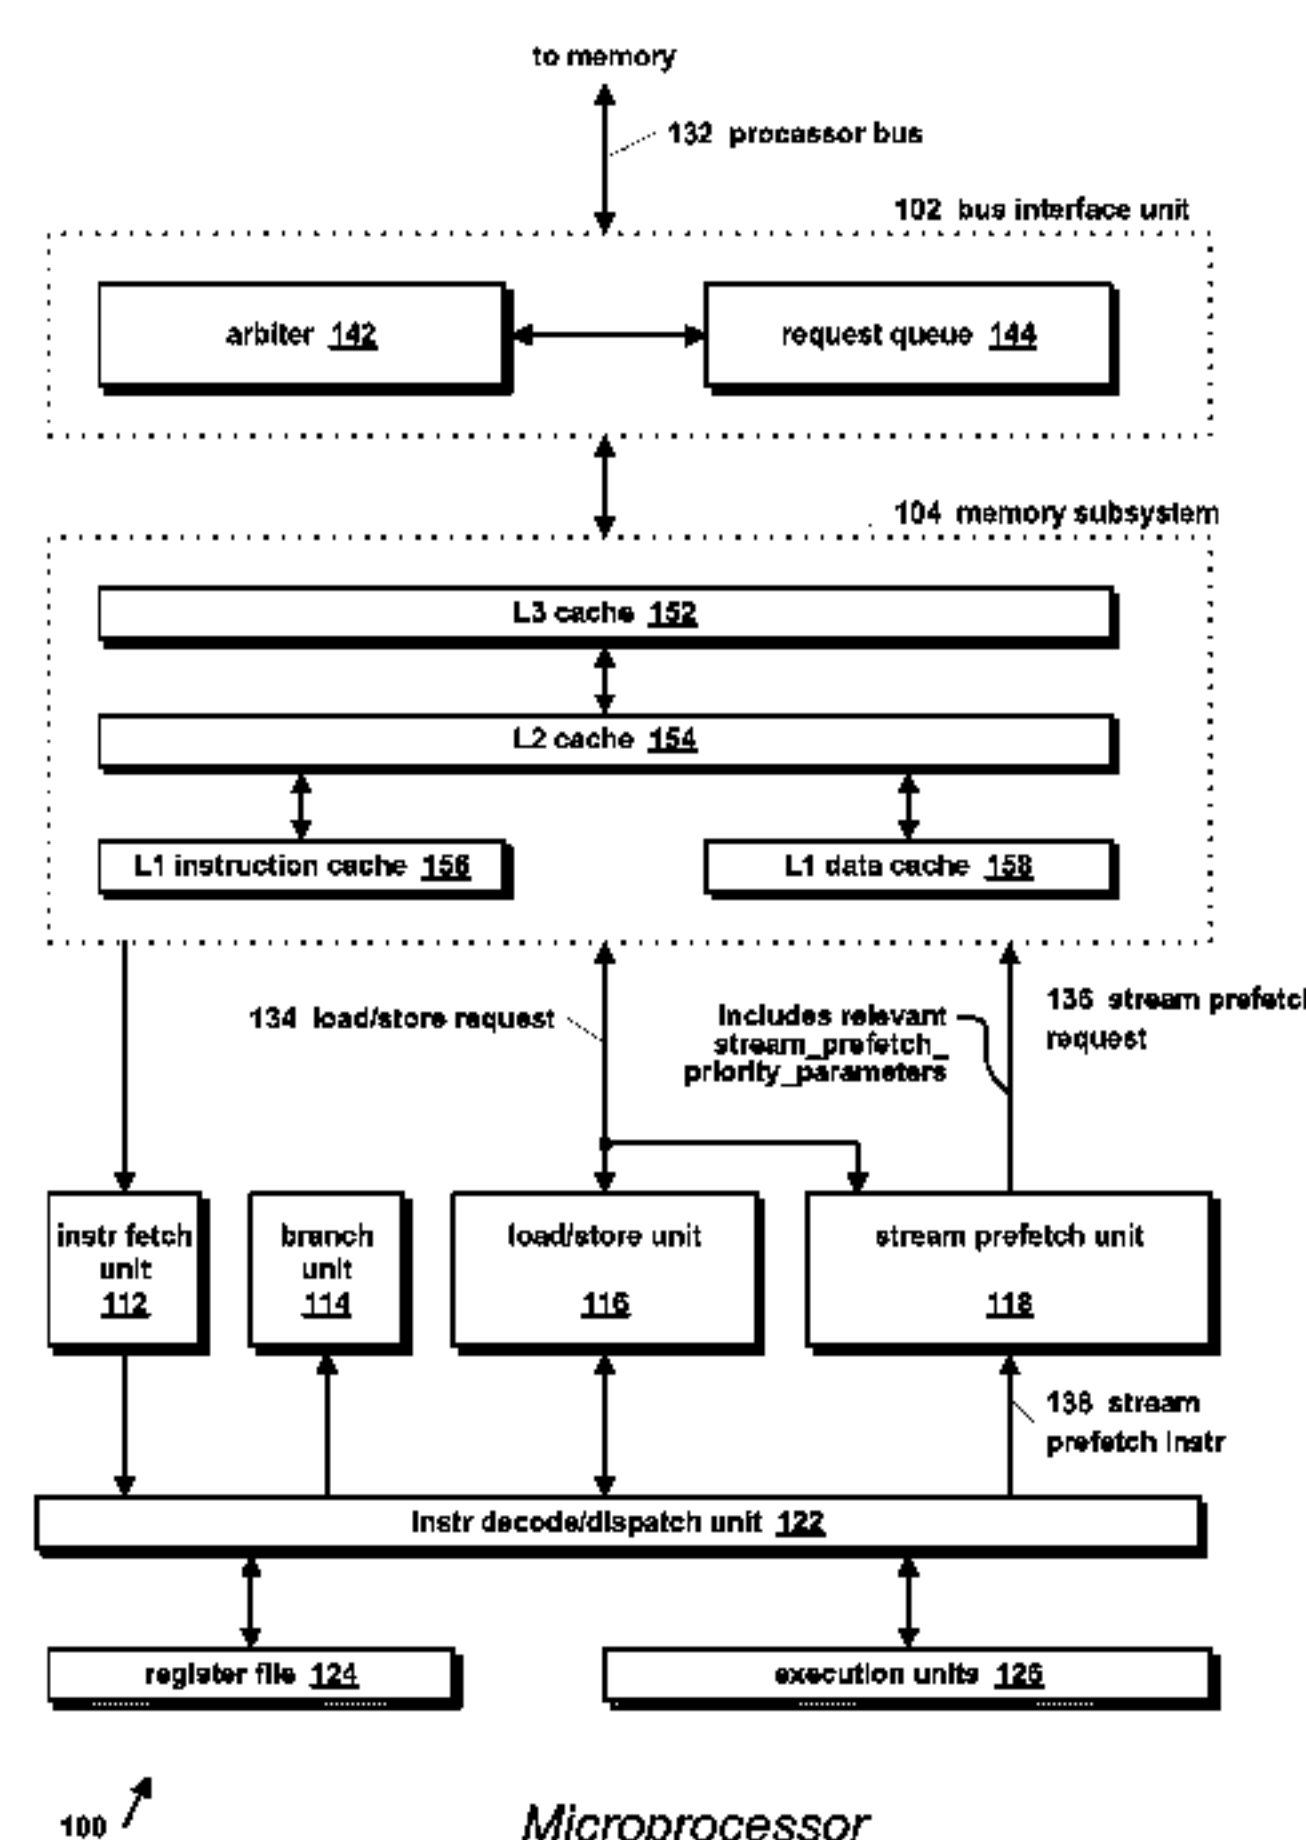 to memory
132 processor bus
102 bus interface unit
arbiter 142
request queue 144
104 memory subsystem
L3 cache 152
L2 cache 154
L1 instruction cache 156
L1 data cache 158
134 load/store request
Includes relevant
stream_prefetch_
priority_parameters
136 stream prefetch
request
instr fetch
unit
112
branch
unit
114
load/store unit
116
stream prefetch unit
118
138 stream
prefetch instr
Instr decode/dispatch unit 122
register file 124
execution units 126
100
Microprocessor